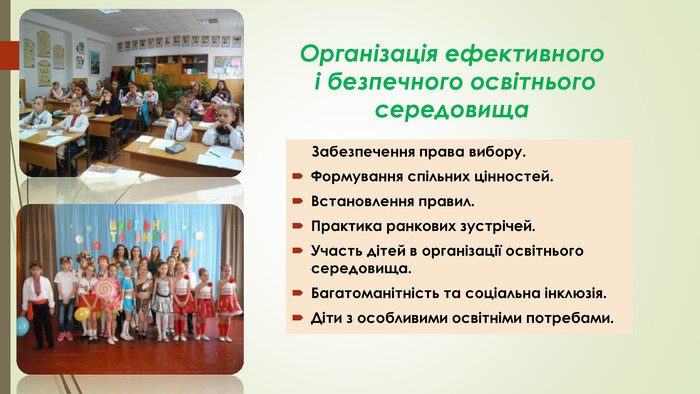 Організація ефективного
і безпечного освітнього
середовища
Забезпечення права вибору.
Формування спільних цінностей.
Встановлення правил.
Практика ранкових зустрічей.
Участь дітей в організації освітнього
середовища.
Багатоманітність та соціальна інклюзія.
Діти з особливими освітніми потребами.